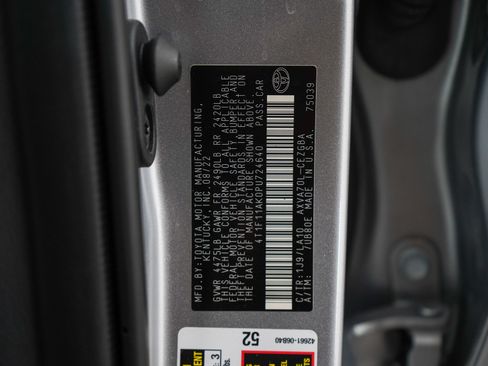 MFD.BY:TOYOTA MOTOR MANUFACTURING,
KENTUCKY, INC. 08/22
GVWR 4475LB GAWR FR 2490LB RR 2420LB
THIS VEHICLE CONFORMS TO ALL APPLICABLE
FEDERAL MOTOR VEHICLE SAFETY, BUMPER, AND
THEFT PREVENTION STANDARDS IN EFFECT ON
THE DATE OF MANUFACTURE SHOWN ABOVE.
4T1F11AK0PU724640 PASS.CAR
C/TR:1J9/LA10 AXVA70L-CEZGBA
A/TM: /UB80E MADE IN U.S.A. 75039
42661-06B40
52